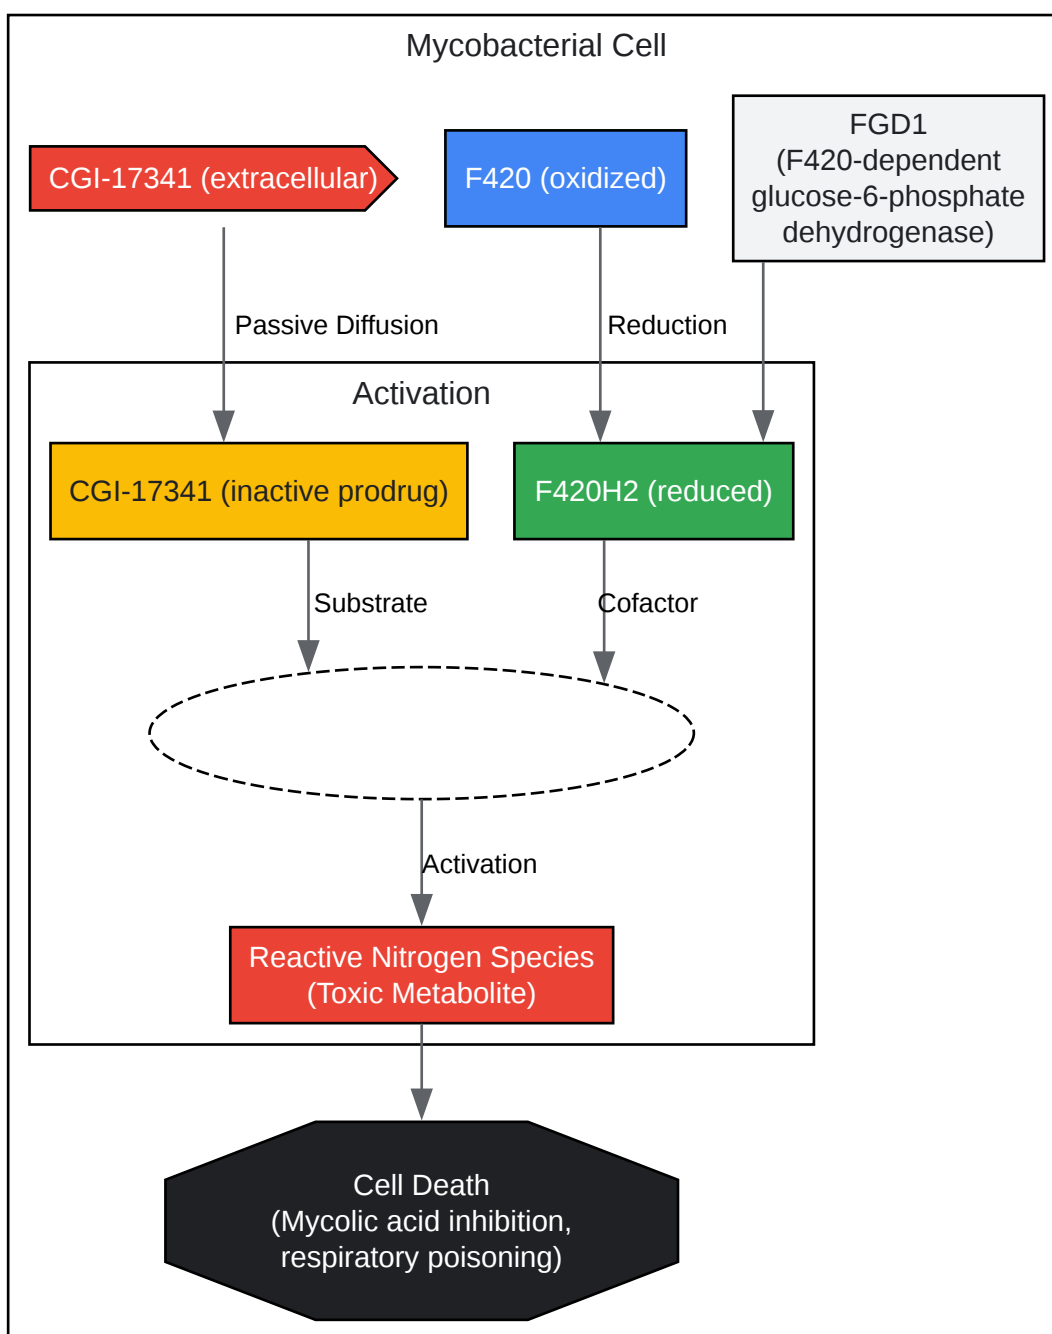 Mycobacterial Cell
CGI-17341 (extracellular)
F420 (oxidized)
FGD1
(F420-dependent
glucose-6-phosphate
dehydrogenase)
Passive Diffusion
Reduction
Activation
CGI-17341 (inactive prodrug)
F420H2 (reduced)
Substrate
Cofactor
Activation
Reactive Nitrogen Species
(Toxic Metabolite)
Cell Death
(Mycolic acid inhibition,
respiratory poisoning)